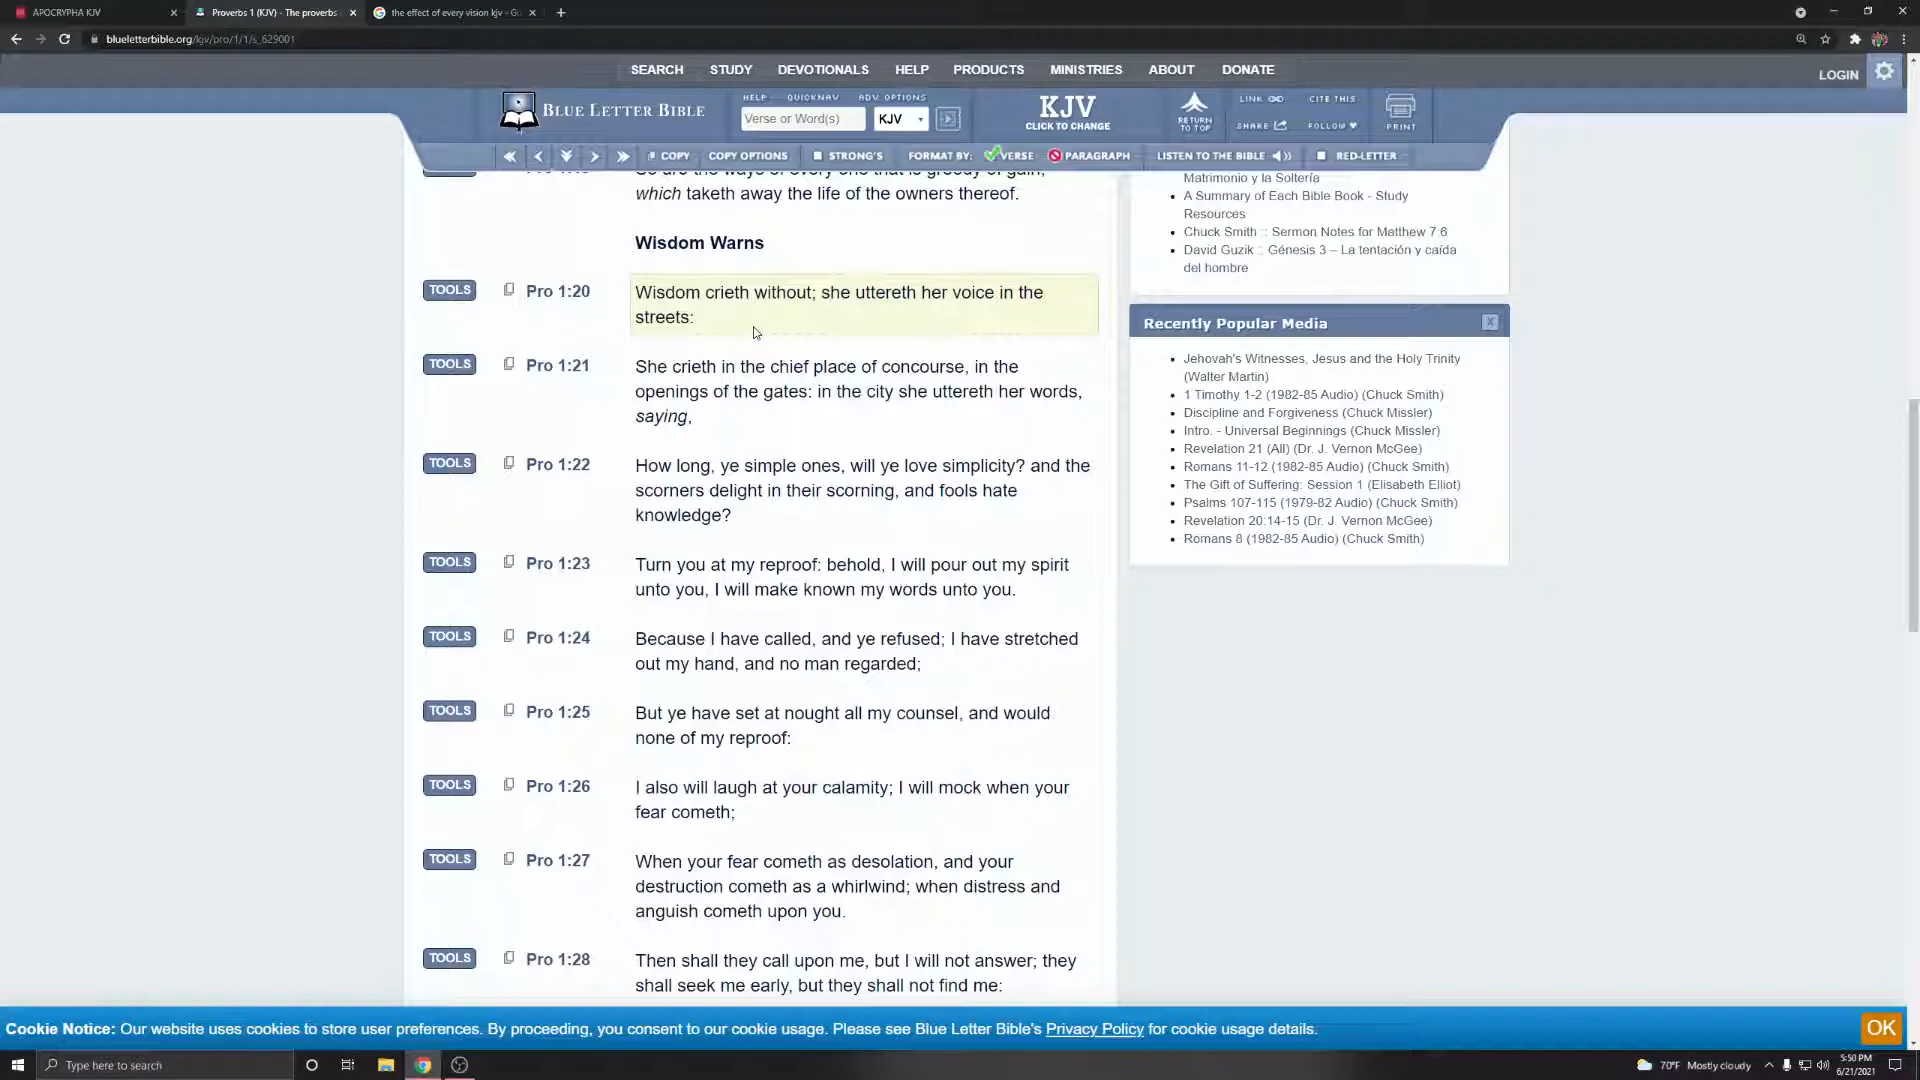 APOCRYPHA KJV
Proverbs 1 (KJV) - The proverbs
the effect of every vision kjv - Go
blueletterbible.org/kjv/pro/1/1/s_629001
SEARCH STUDY DEVOTIONALS HELP PRODUCTS MINISTRIES ABOUT DONATE
LOGIN
BLUE LETTER BIBLE
HELP QUICKNAV ADV. OPTIONS
Verse or Word(s)
KJV
KJV
CLICK TO CHANGE
RETURN
TO TOP
LINK
CITE THIS
SHARE
FOLLOW
PRINT
COPY COPY OPTIONS STRONG'S FORMAT BY: VERSE PARAGRAPH LISTEN TO THE BIBLE RED-LETTER
So are the ways of every one that is greedy of gain;
which taketh away the life of the owners thereof.
Wisdom Warns
TOOLS Pro 1:20 Wisdom crieth without; she uttereth her voice in the
streets:
TOOLS Pro 1:21 She crieth in the chief place of concourse, in the
openings of the gates: in the city she uttereth her words,
saying,
TOOLS Pro 1:22 How long, ye simple ones, will ye love simplicity? and the
scorners delight in their scorning, and fools hate
knowledge?
TOOLS Pro 1:23 Turn you at my reproof: behold, I will pour out my spirit
unto you, I will make known my words unto you.
TOOLS Pro 1:24 Because I have called, and ye refused; I have stretched
out my hand, and no man regarded;
TOOLS Pro 1:25 But ye have set at nought all my counsel, and would
none of my reproof:
TOOLS Pro 1:26 I also will laugh at your calamity; I will mock when your
fear cometh;
TOOLS Pro 1:27 When your fear cometh as desolation, and your
destruction cometh as a whirlwind; when distress and
anguish cometh upon you.
TOOLS Pro 1:28 Then shall they call upon me, but I will not answer; they
shall seek me early, but they shall not find me:
Matrimonio y la Soltería
A Summary of Each Bible Book - Study
Resources
Chuck Smith :: Sermon Notes for Matthew 7:6
David Guzik :: Génesis 3 – La tentación y caída
del hombre
Recently Popular Media
X
Jehovah's Witnesses, Jesus and the Holy Trinity
(Walter Martin)
1 Timothy 1-2 (1982-85 Audio) (Chuck Smith)
Discipline and Forgiveness (Chuck Missler)
Intro. - Universal Beginnings (Chuck Missler)
Revelation 21 (All) (Dr. J. Vernon McGee)
Romans 11-12 (1982-85 Audio) (Chuck Smith)
The Gift of Suffering: Session 1 (Elisabeth Elliot)
Psalms 107-115 (1979-82 Audio) (Chuck Smith)
Revelation 20:14-15 (Dr. J. Vernon McGee)
Romans 8 (1982-85 Audio) (Chuck Smith)
Cookie Notice: Our website uses cookies to store user preferences. By proceeding, you consent to our cookie usage. Please see Blue Letter Bible's Privacy Policy for cookie usage details.
OK
Type here to search
70°F Mostly cloudy
5:50 PM
6/21/2021